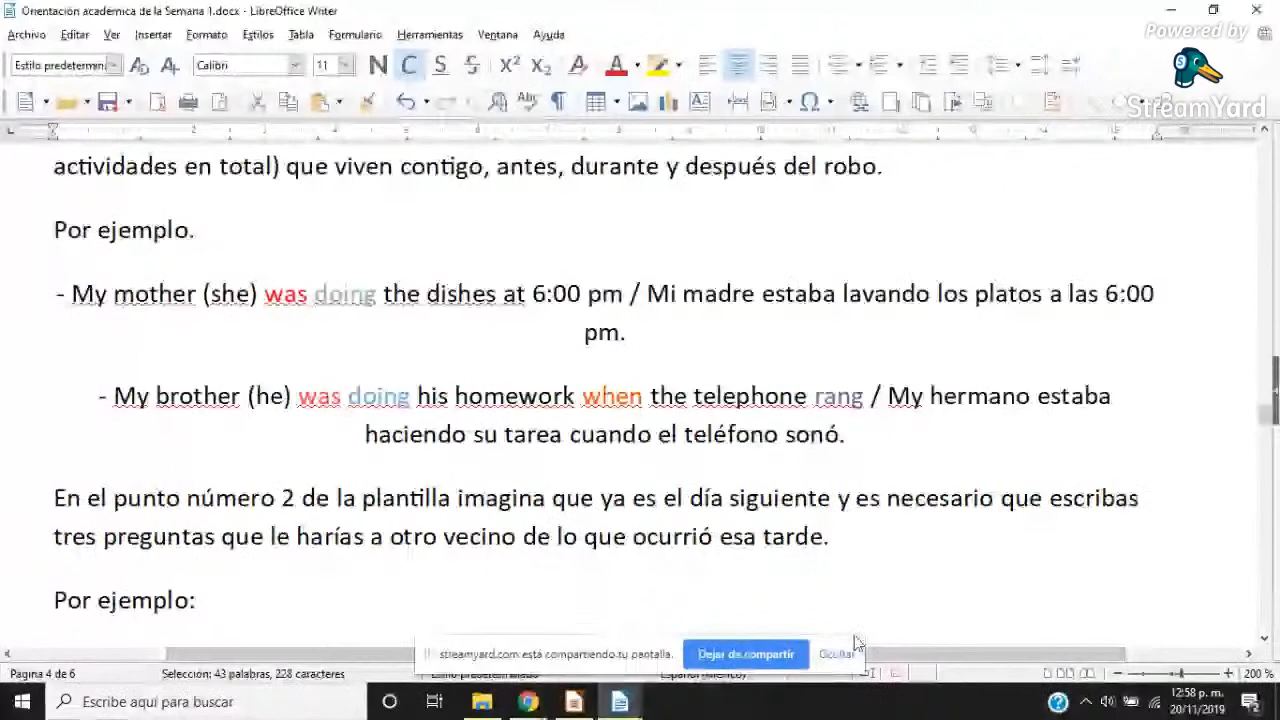 Orientación academica de la Semana 1.docx - LibreOffice Writer
Powered by
Archivo Editar Ver Insertar Formato Estilos Tabla Formulario Herramientas Ventana Ayuda
Estilo predetermin Calibri 11 N C S S X² X₂ A A
StreamYard
actividades en total) que viven contigo, antes, durante y después del robo.
Por ejemplo.
- My mother (she) was doing the dishes at 6:00 pm / Mi madre estaba lavando los platos a las 6:00
pm.
- My brother (he) was doing his homework when the telephone rang / My hermano estaba
haciendo su tarea cuando el teléfono sonó.
En el punto número 2 de la plantilla imagina que ya es el día siguiente y es necesario que escribas
tres preguntas que le harías a otro vecino de lo que ocurrió esa tarde.
Por ejemplo:
streamyard.com está compartiendo tu pantalla. Dejar de compartir Ocultar
Página 4 de 6 Selección: 43 palabras, 228 caracteres 200 %
Escribe aquí para buscar 12:58 p. m.
20/11/2019